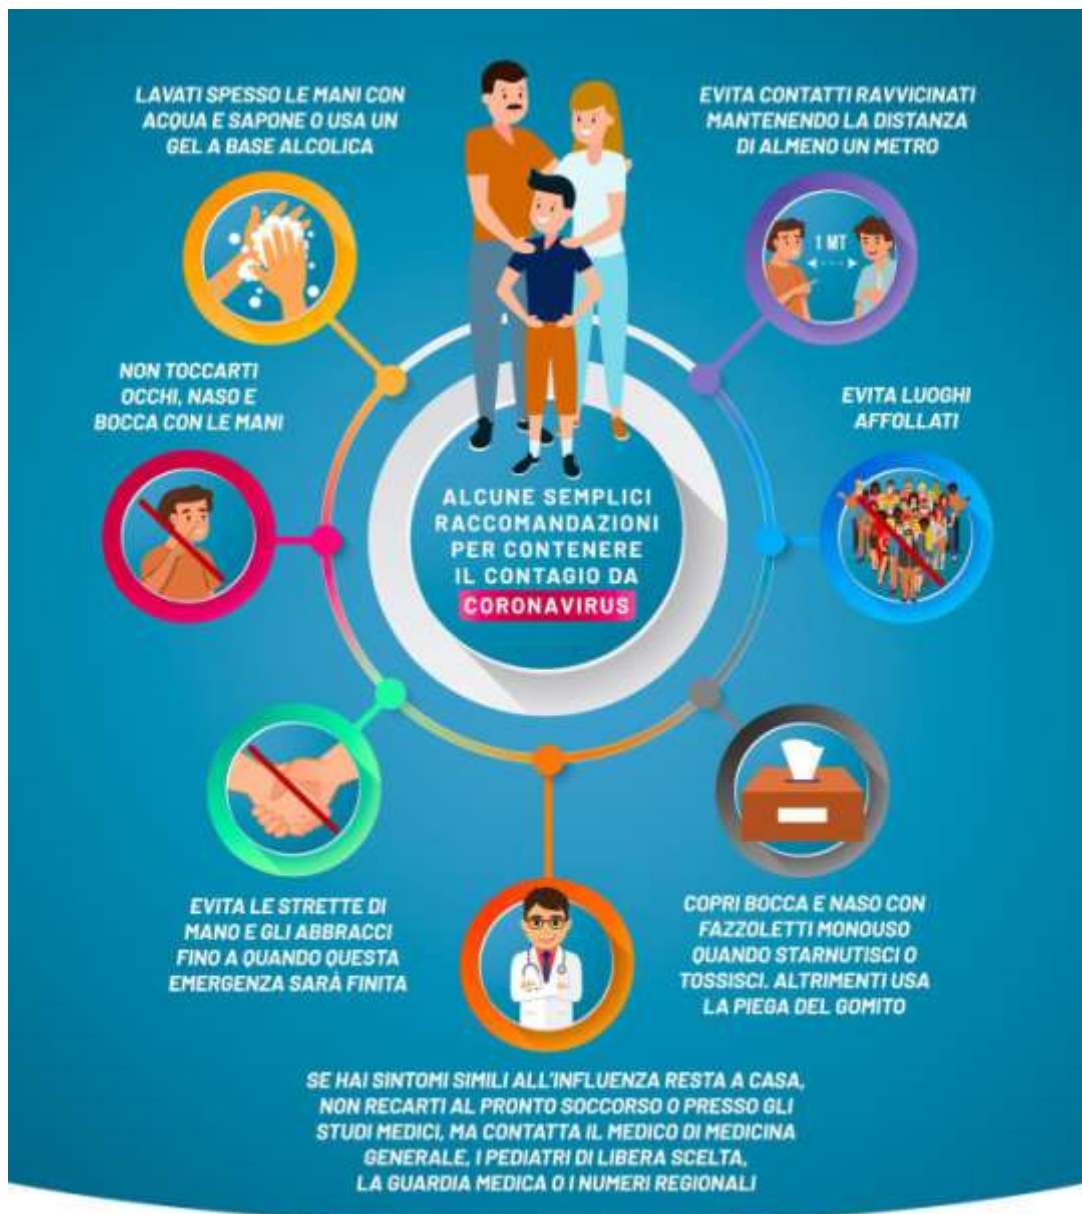 LAVATI SPESSO LE MANI CON
ACQUA E SAPONE O USA UN
GEL A BASE ALCOLICA
EVITA CONTATTI RAVVICINATI
MANTENENDO LA DISTANZA
DI ALMENO UN METRO
1 MT
NON TOCCARTI
OCCHI, NASO E
BOCCA CON LE MANI
EVITA LUOGHI
AFFOLLATI
ALCUNE SEMPLICI
RACCOMANDAZIONI
PER CONTENERE
IL CONTAGIO DA
CORONAVIRUS
EVITA LE STRETTE DI
MANO E GLI ABBRACCI
FINO A QUANDO QUESTA
EMERGENZA SARÀ FINITA
COPRI BOCCA E NASO CON
FAZZOLETTI MONOUSO
QUANDO STARNUTISCI O
TOSSISCI. ALTRIMENTI USA
LA PIEGA DEL GOMITO
SE HAI SINTOMI SIMILI ALL'INFLUENZA RESTA A CASA,
NON RECARTI AL PRONTO SOCCORSO O PRESSO GLI
STUDI MEDICI, MA CONTATTA IL MEDICO DI MEDICINA
GENERALE, I PEDIATRI DI LIBERA SCELTA,
LA GUARDIA MEDICA O I NUMERI REGIONALI